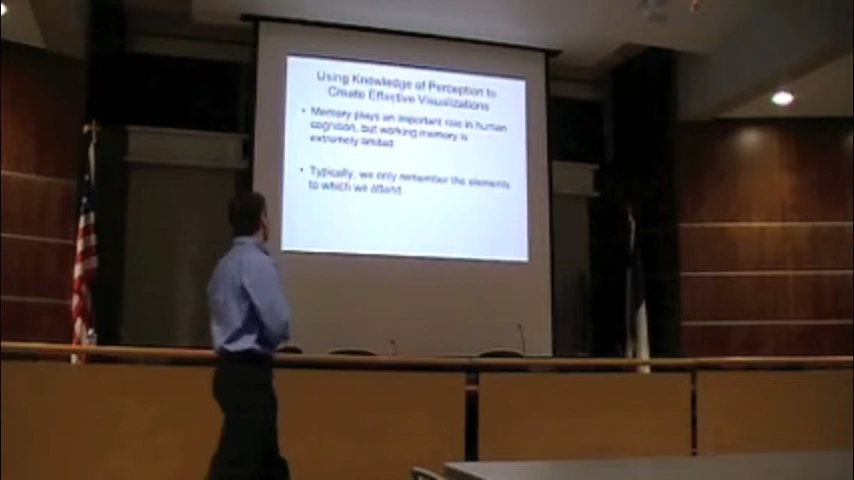 Using Knowledge of Perception to
Create Effective Visualizations
• Memory plays an important role in human
cognition, but working memory is
extremely limited
• Typically, we only remember the elements
to which we attend